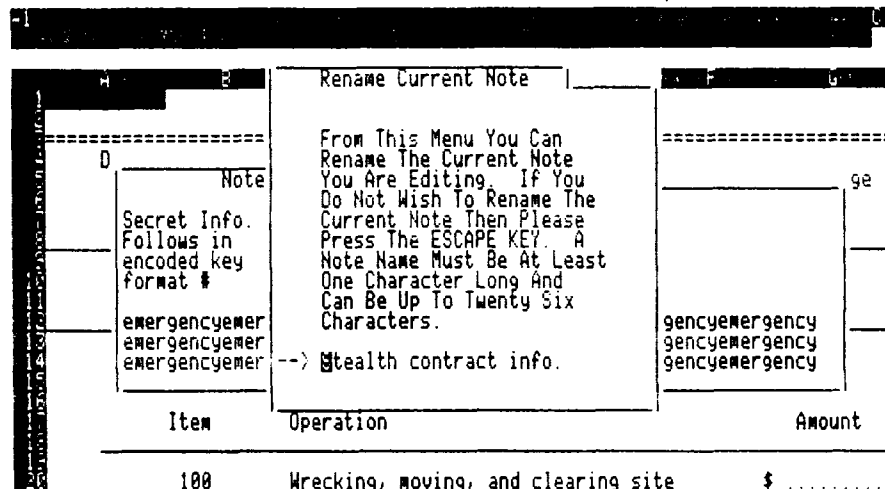 -1
A B F G
Rename Current Note
From This Menu You Can
Rename The Current Note
You Are Editing. If You
Do Not Wish To Rename The
Current Note Then Please
Press The ESCAPE KEY. A
Note Name Must Be At Least
One Character Long And
Can Be Up To Twenty Six
Characters.
--> Stealth contract info.
D
Note
ge
Secret Info.
Follows in
encoded key
format #
emergencyemer gencyemergency
emergencyemer gencyemergency
emergencyemer gencyemergency
Item Operation Amount
100 Wrecking, moving, and clearing site $ ..........